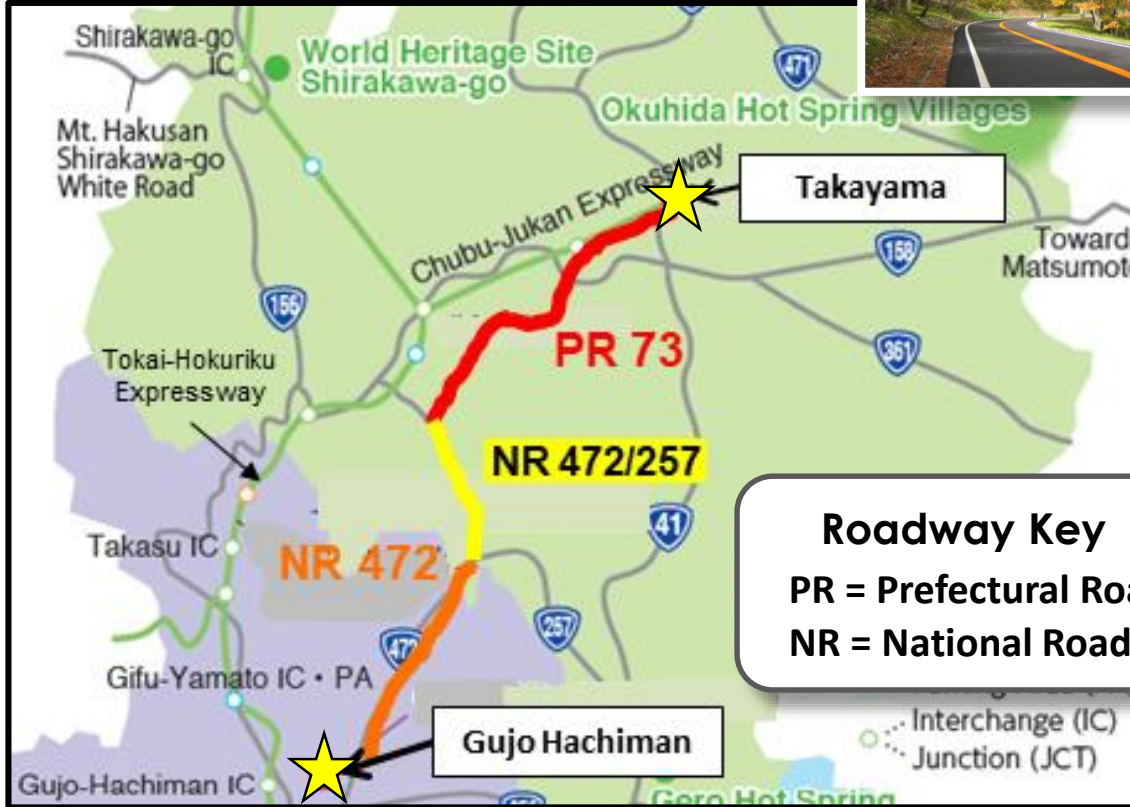 Shirakawa-go
IC
World Heritage Site
Shirakawa-go
471
Okuhida Hot Spring Villages
Mt. Hakusan
Shirakawa-go
White Road
Chubu-Jukan Expressway
Takayama
158
Toward
Matsumot
156
PR 73
361
Tokai-Hokuriku
Expressway
NR 472/257
41
Takasu IC
NR 472
Roadway Key
PR = Prefectural Roa
NR = National Road
257
472
Gifu-Yamato IC • PA
Interchange (IC)
Junction (JCT)
Gujo Hachiman
Gujo-Hachiman IC
Gero Hot Spring